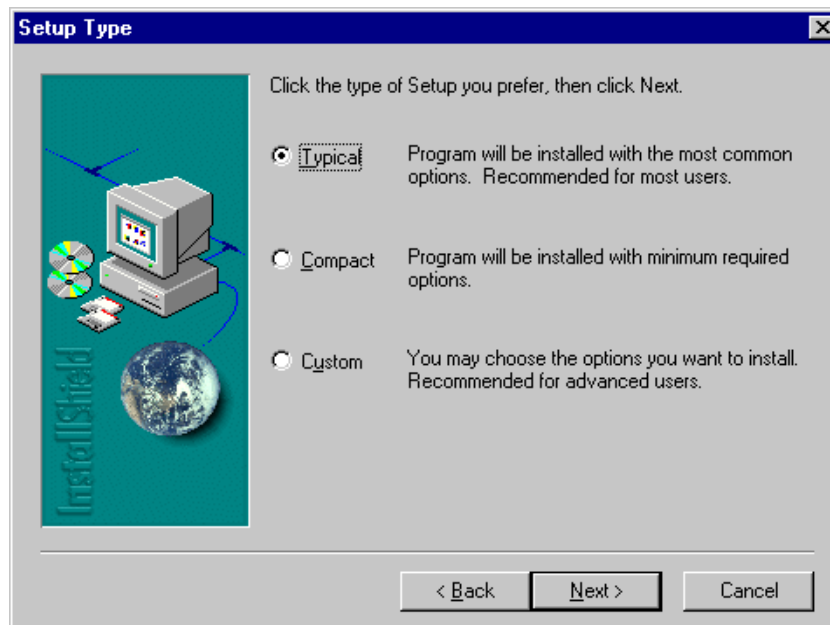 Setup Type
Click the type of Setup you prefer, then click Next.
Typical
Program will be installed with the most common
options.  Recommended for most users.
Compact
Program will be installed with minimum required
options.
Custom
You may choose the options you want to install.
Recommended for advanced users.
InstallShield
< Back
Next >
Cancel